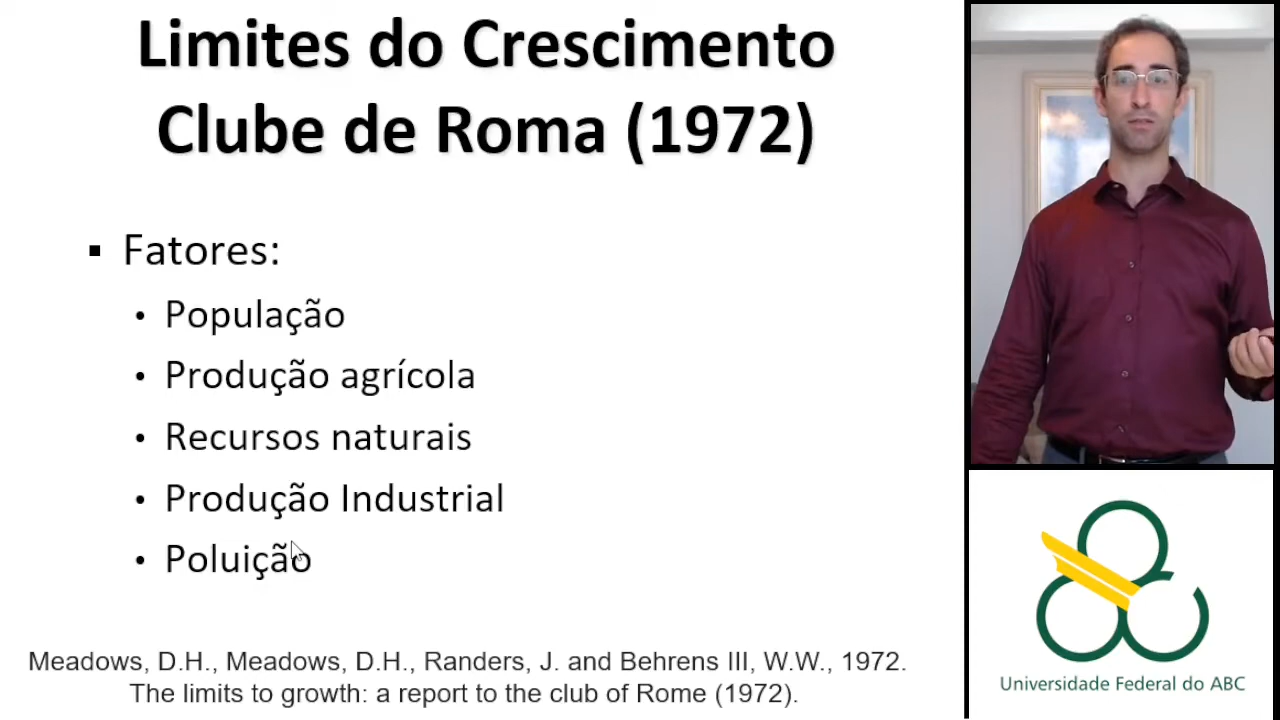 Limites do Crescimento
Clube de Roma (1972)
Fatores:
População
Produção agrícola
Recursos naturais
Produção Industrial
Poluição
Meadows, D.H., Meadows, D.H., Randers, J. and Behrens III, W.W., 1972.
The limits to growth: a report to the club of Rome (1972).
Universidade Federal do ABC